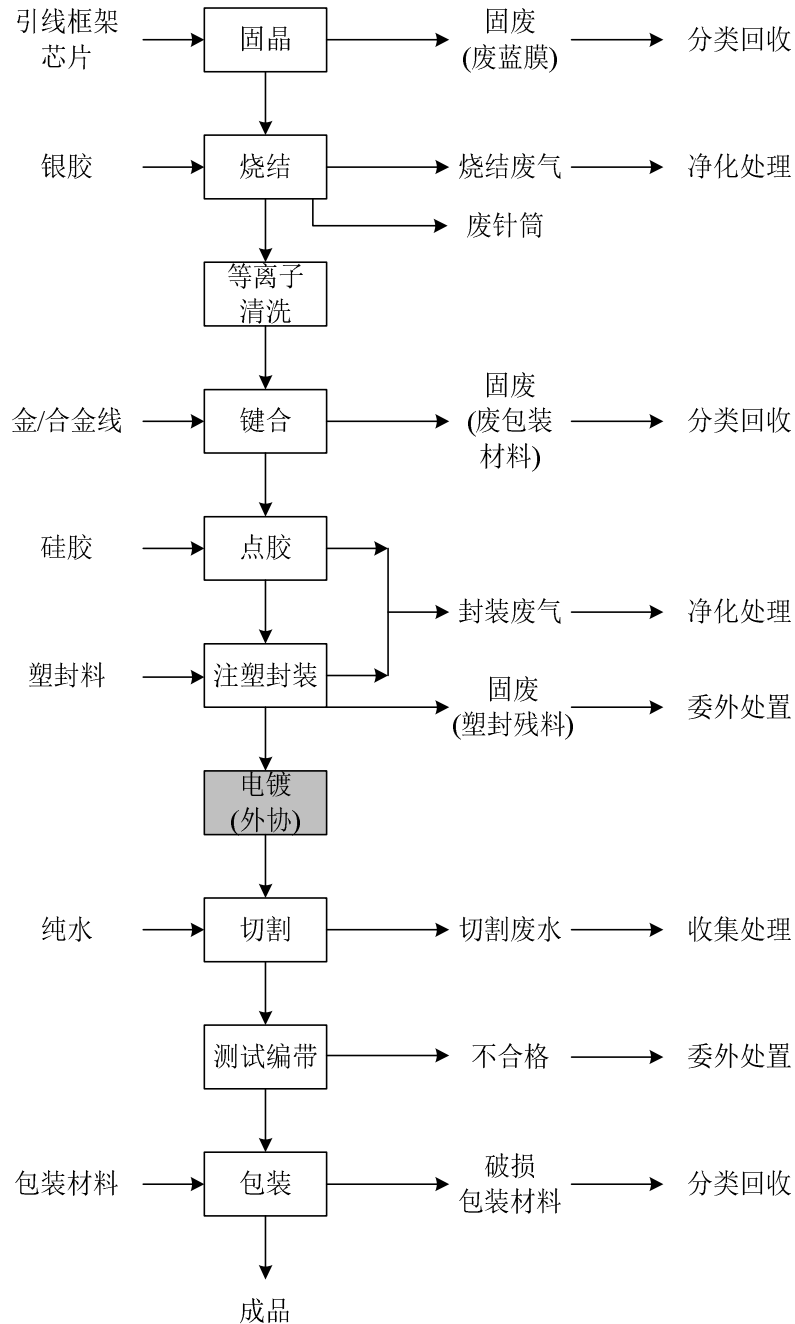 引线框架
芯片
固晶
固废
(废蓝膜)
分类回收
银胶
烧结
烧结废气
净化处理
废针筒
等离子
清洗
金/合金线
键合
固废
(废包装
材料)
分类回收
硅胶
点胶
封装废气
净化处理
塑封料
注塑封装
固废
(塑封残料)
委外处置
电镀
(外协)
纯水
切割
切割废水
收集处理
测试编带
不合格
委外处置
包装材料
包装
破损
包装材料
分类回收
成品